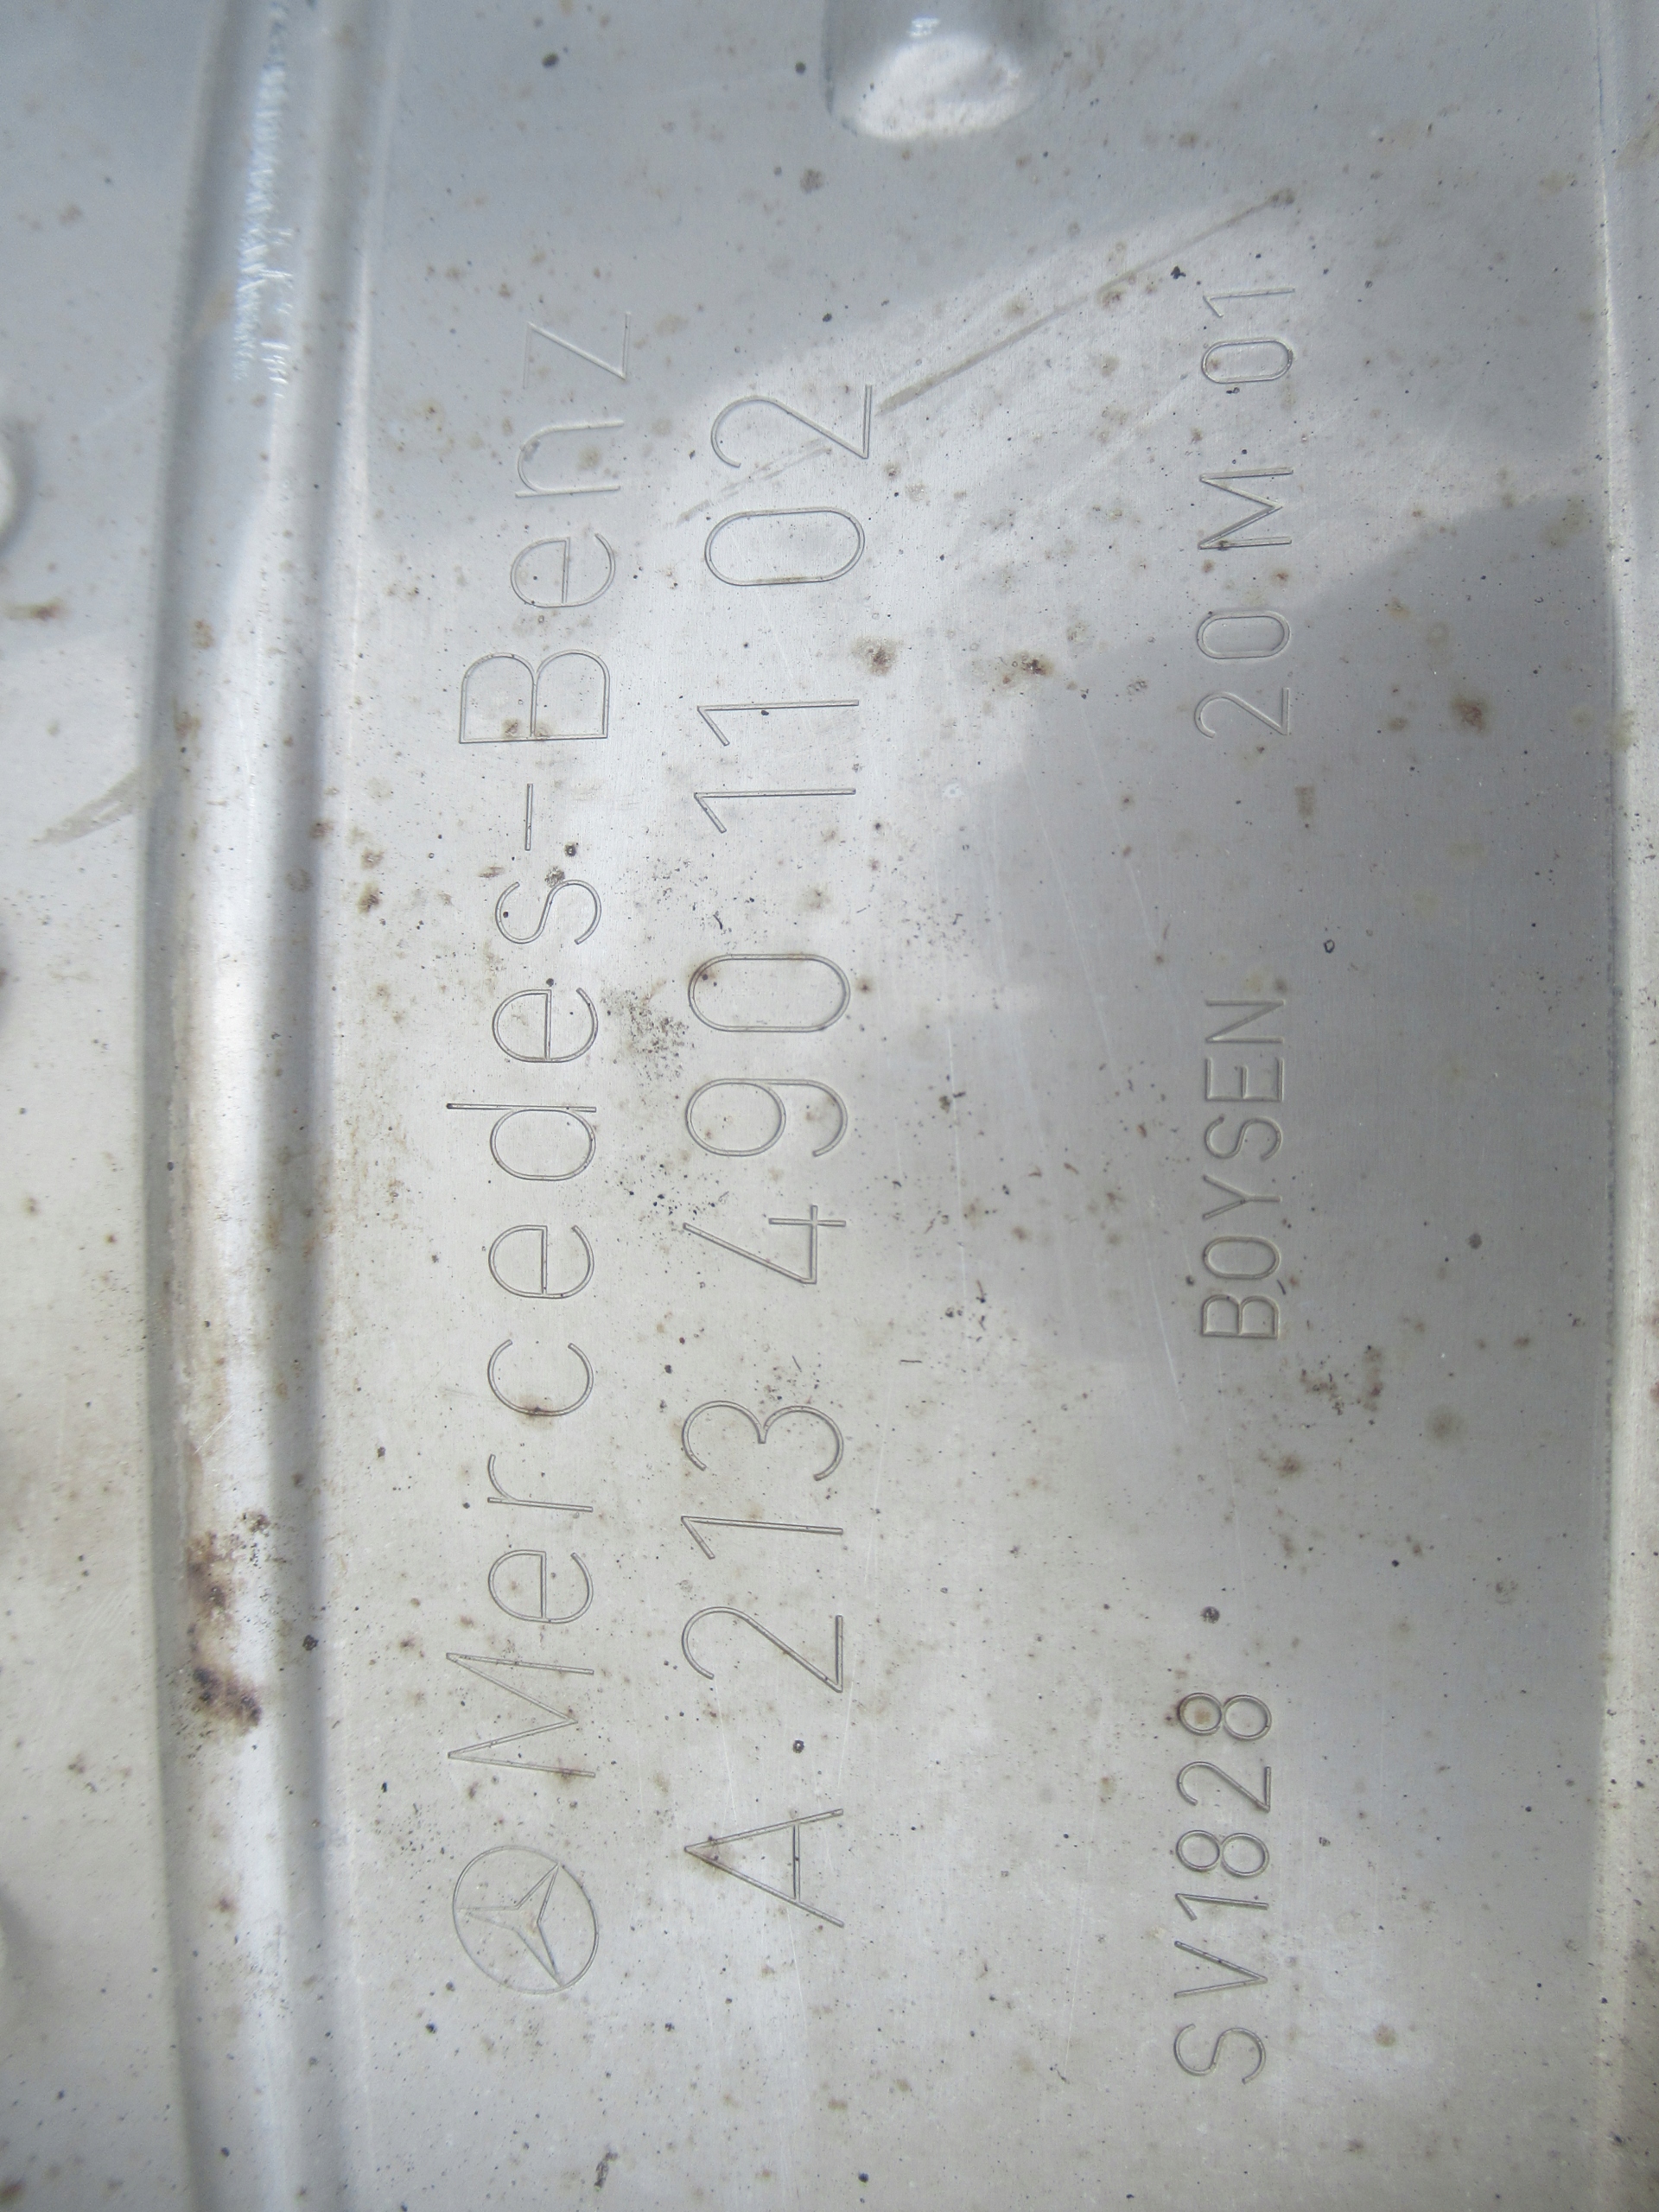 Mercedes-Benz
A 213 490 11 02
SV1828 BOYSEN 20 M 01